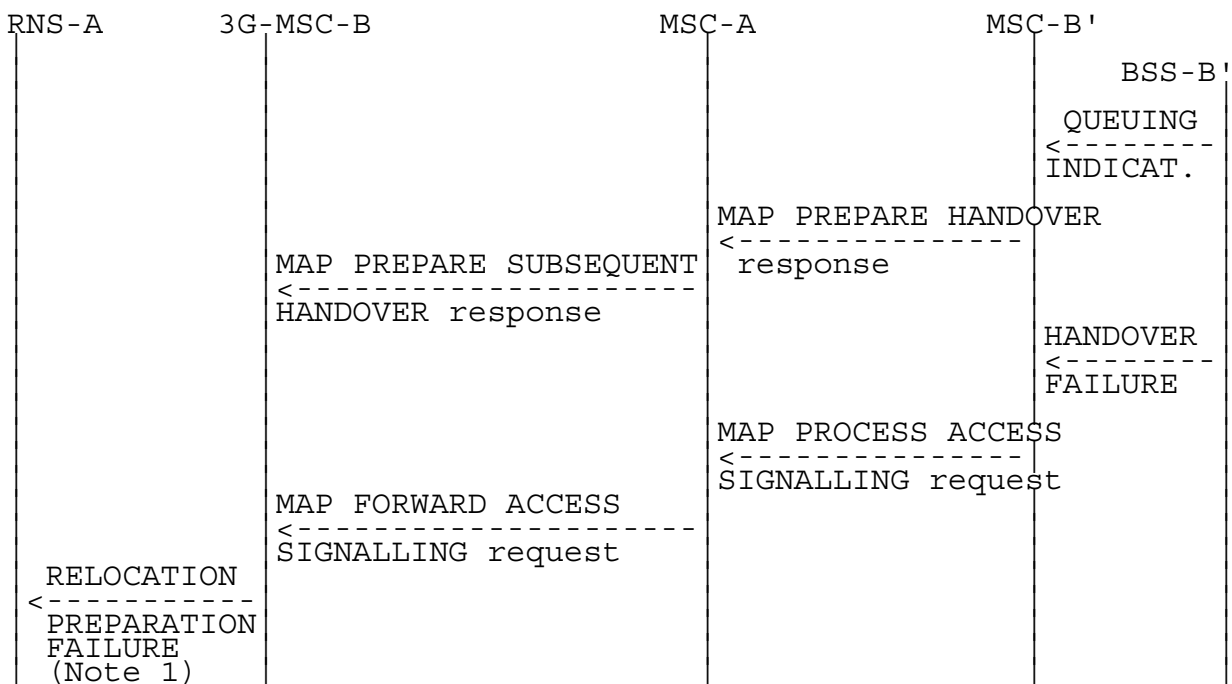 RNS-A 3G-MSC-B MSC-A MSC-B'
BSS-B'
QUEUING
INDICAT.
MAP PREPARE HANDOVER
response
MAP PREPARE SUBSEQUENT
HANDOVER response
HANDOVER
FAILURE
MAP PROCESS ACCESS
SIGNALLING request
MAP FORWARD ACCESS
SIGNALLING request
RELOCATION
PREPARATION
FAILURE
(Note 1)